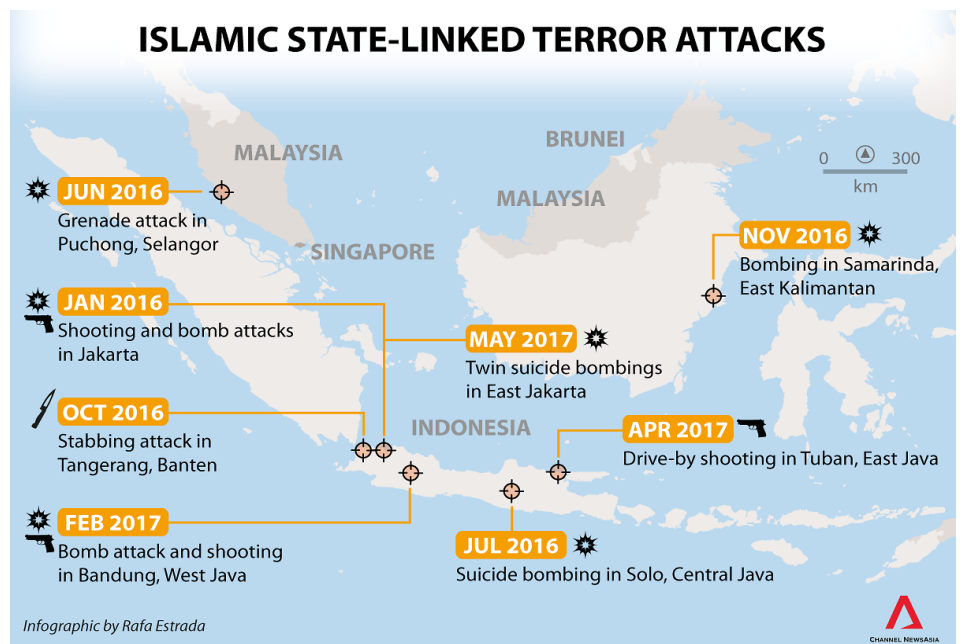 ISLAMIC STATE-LINKED TERROR ATTACKS
MALAYSIA
BRUNEI
0 300
km
MALAYSIA
SINGAPORE
JUN 2016
Grenade attack in
Puchong, Selangor
NOV 2016
Bombing in Samarinda,
East Kalimantan
JAN 2016
Shooting and bomb attacks
in Jakarta
MAY 2017
Twin suicide bombings
in East Jakarta
OCT 2016
Stabbing attack in
Tangerang, Banten
INDONESIA
APR 2017
Drive-by shooting in Tuban, East Java
FEB 2017
Bomb attack and shooting
in Bandung, West Java
JUL 2016
Suicide bombing in Solo, Central Java
Infographic by Rafa Estrada
CHANNEL NEWSASIA